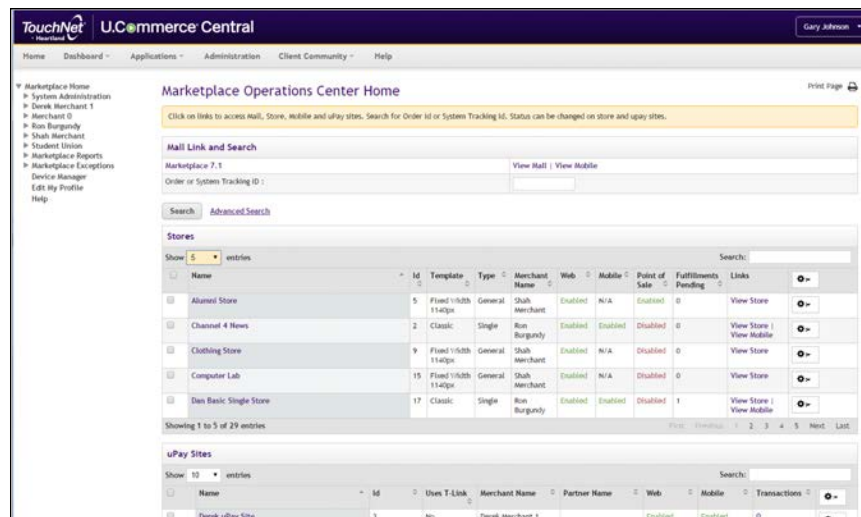 TouchNet U.Commerce Central
Heartland
Gary Johnson
Home Dashboard Applications Administration Client Community Help
Marketplace Home
System Administration
Derek Merchant 1
Merchant 0
Ron Burgundy
Shah Merchant
Student Union
Marketplace Reports
Marketplace Exceptions
Device Manager
Edit My Profile
Help
Marketplace Operations Center Home
Print Page
Click on links to access Mall, Store, Mobile and uPay sites. Search for Order Id or System Tracking Id. Status can be changed on store and upay sites.
Mall Link and Search
Marketplace 7.1 View Mall | View Mobile
Order or System Tracking ID :
Search Advanced Search
Stores
Show 5 entries Search:
Name Id Template Type Merchant Name Web Mobile Point of Sale Fulfillments Pending Links
Alumni Store 5 Fixed Width 1140px General Shah Merchant Enabled N/A Enabled 0 View Store
Channel 4 News 2 Classic Single Ron Burgundy Enabled Enabled Disabled 0 View Store | View Mobile
Clothing Store 9 Fixed Width 1140px General Shah Merchant Enabled N/A Disabled 0 View Store
Computer Lab 15 Fixed Width 1140px General Shah Merchant Enabled N/A Disabled 0 View Store
Dan Basic Single Store 17 Classic Single Ron Burgundy Enabled Enabled Disabled 1 View Store | View Mobile
Showing 1 to 5 of 29 entries First Previous 1 2 3 4 5 Next Last
uPay Sites
Show 10 entries Search:
Name Id Uses T-Link Merchant Name Partner Name Web Mobile Transactions
Derek uPay Site No Derek Merchant 1 Enabled Enabled 0